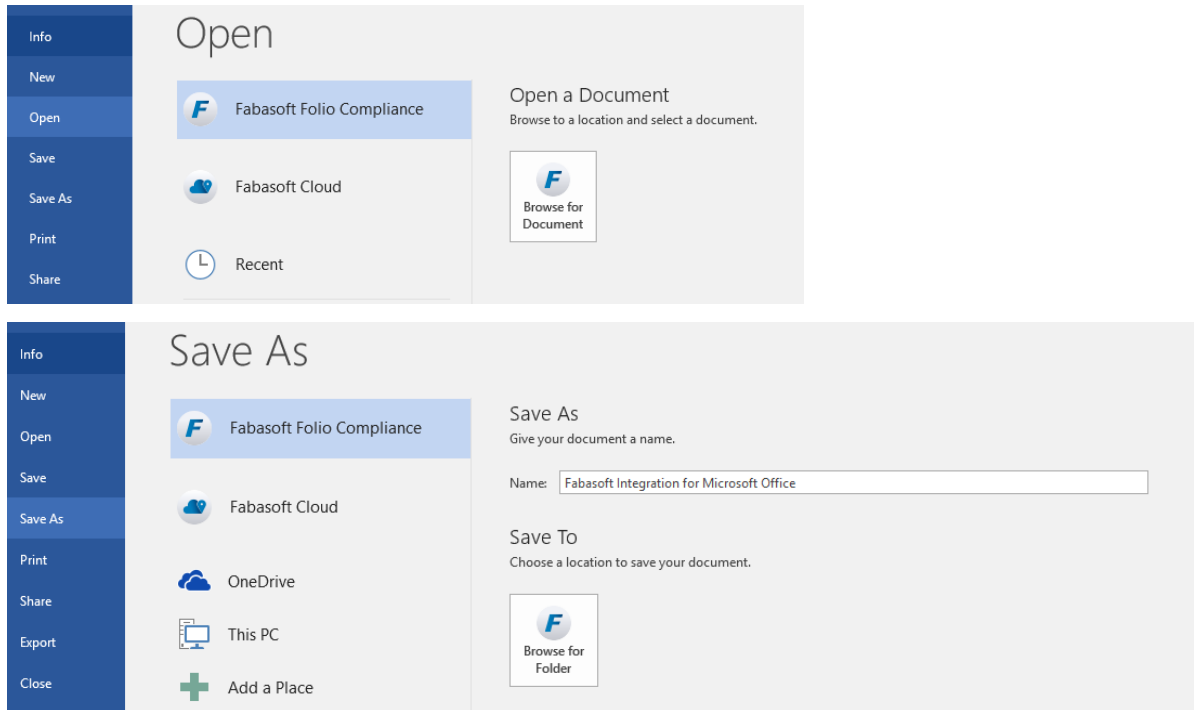 Info
New
Open
Save
Save As
Print
Share
Open
Fabasoft Folio Compliance
Fabasoft Cloud
Recent
Open a Document
Browse to a location and select a document.
Browse for
Document
Info
New
Open
Save
Save As
Print
Share
Export
Close
Save As
Fabasoft Folio Compliance
Fabasoft Cloud
OneDrive
This PC
Add a Place
Save As
Give your document a name.
Name: Fabasoft Integration for Microsoft Office
Save To
Choose a location to save your document.
Browse for
Folder